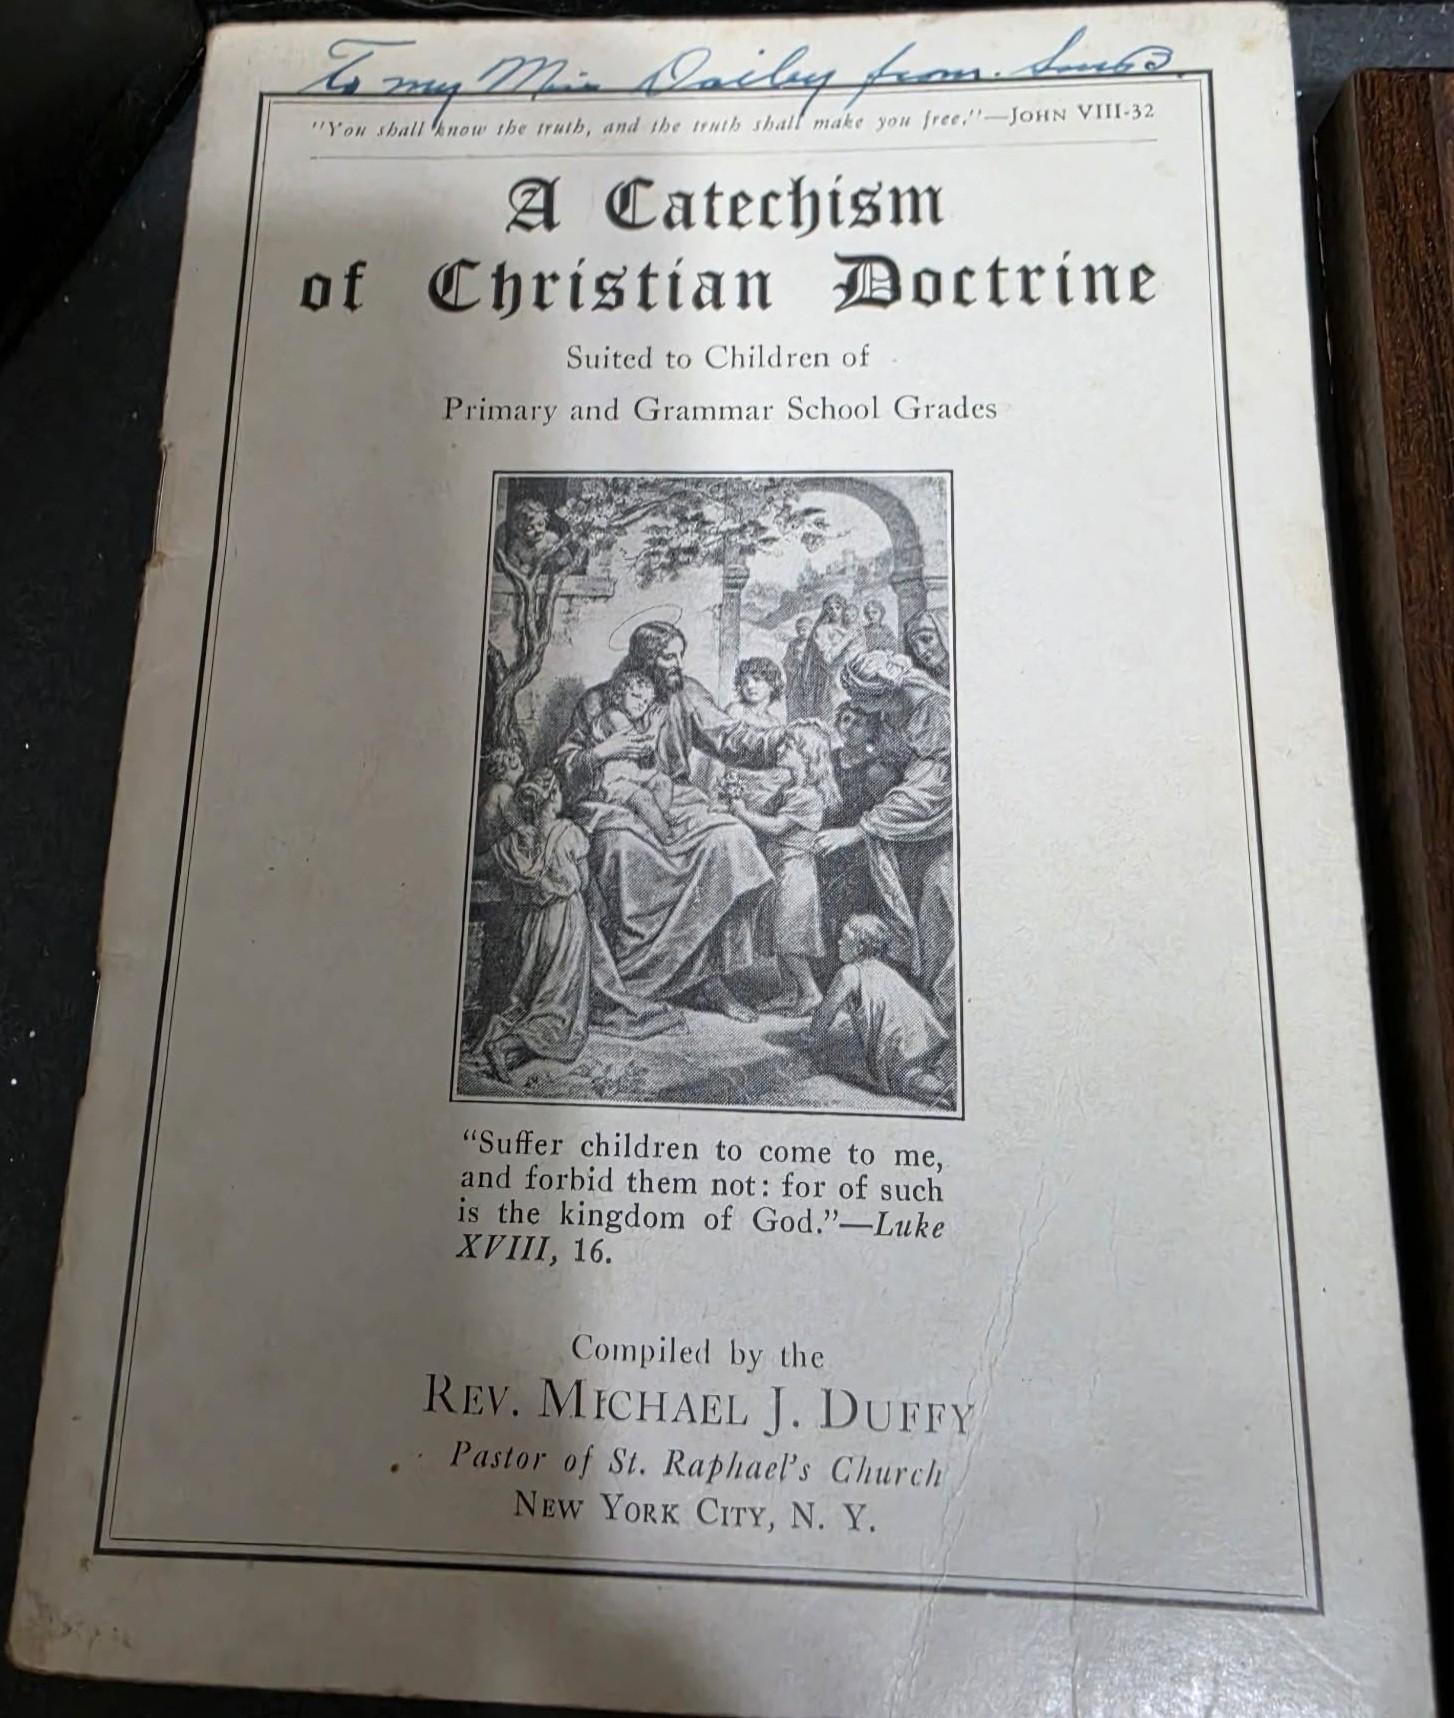 To my Miss Dailey from
"You shall know the truth, and the truth shall make you free."—JOHN VIII-32
A Catechism
of Christian Doctrine
Suited to Children of
Primary and Grammar School Grades
“Suffer children to come to me,
and forbid them not: for of such
is the kingdom of God.”—Luke
XVIII, 16.
Compiled by the
REV. MICHAEL J. DUFFY
Pastor of St. Raphael's Church
NEW YORK CITY, N. Y.